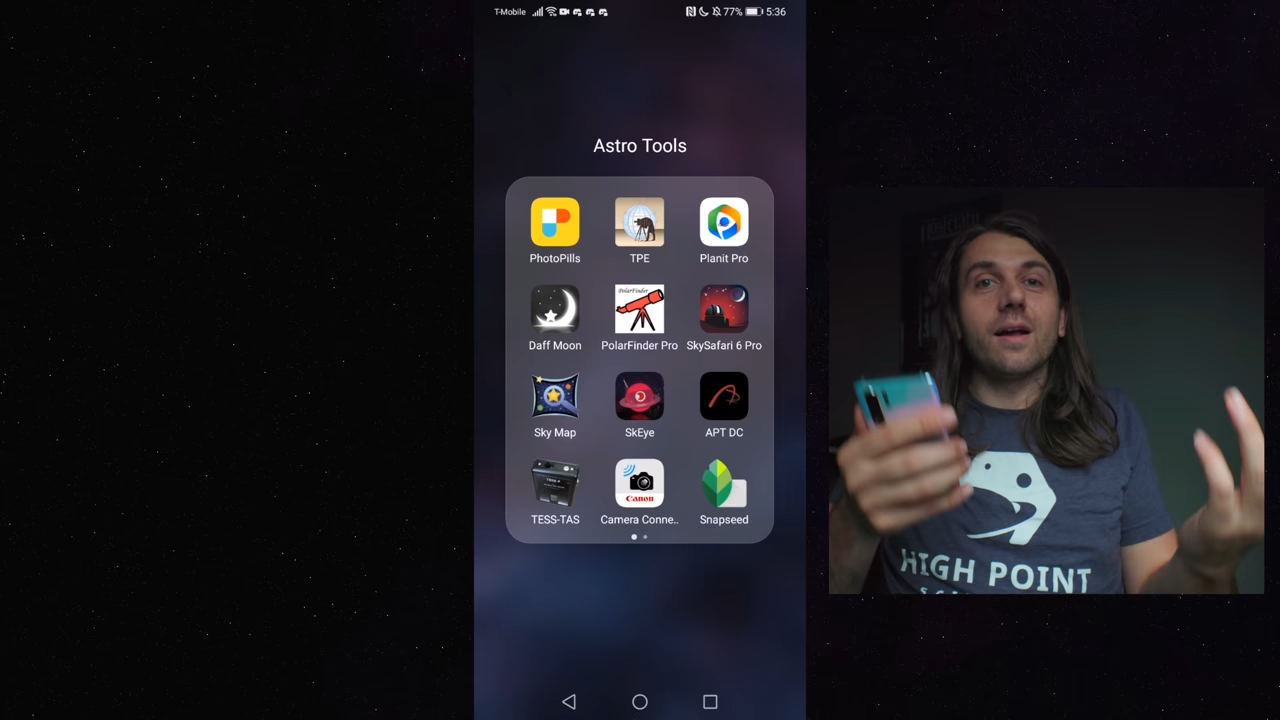 T-Mobile 77% 5:36
Astro Tools
PhotoPills TPE Planit Pro
PolarFinder
Daff Moon PolarFinder Pro SkySafari 6 Pro
Sky Map SkEye APT DC
Canon
TESS-TAS Camera Conne.. Snapseed
HIGH POINT